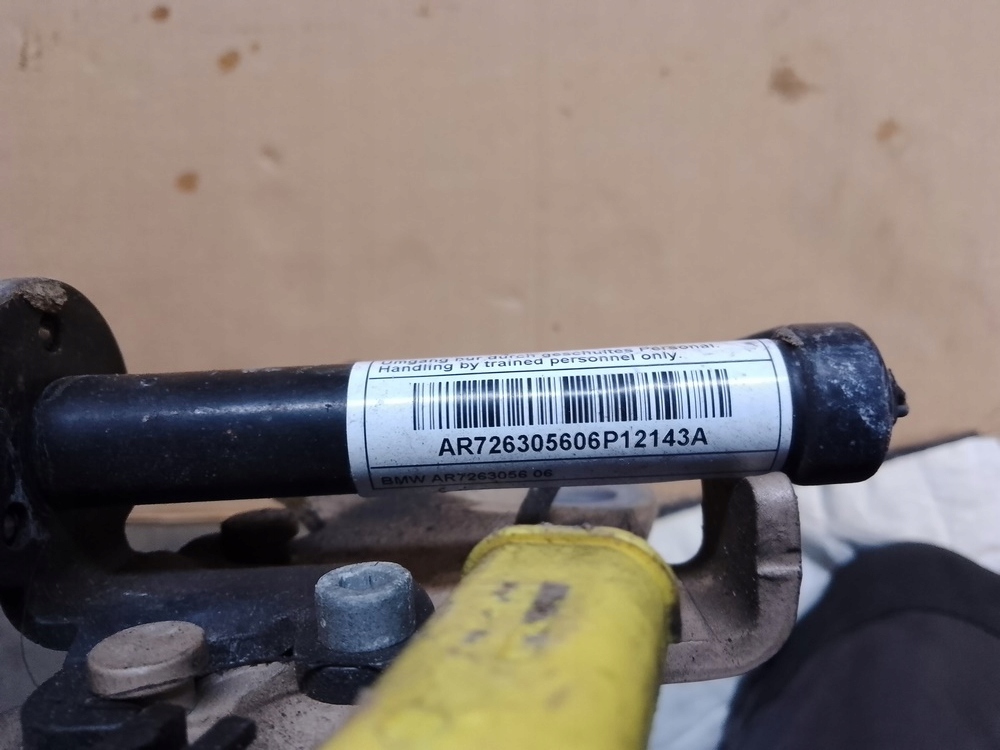 Umgang nur durch geschultes Personal.
Handling by trained personnel only.
AR726305606P12143A
BMW AR7263056 06